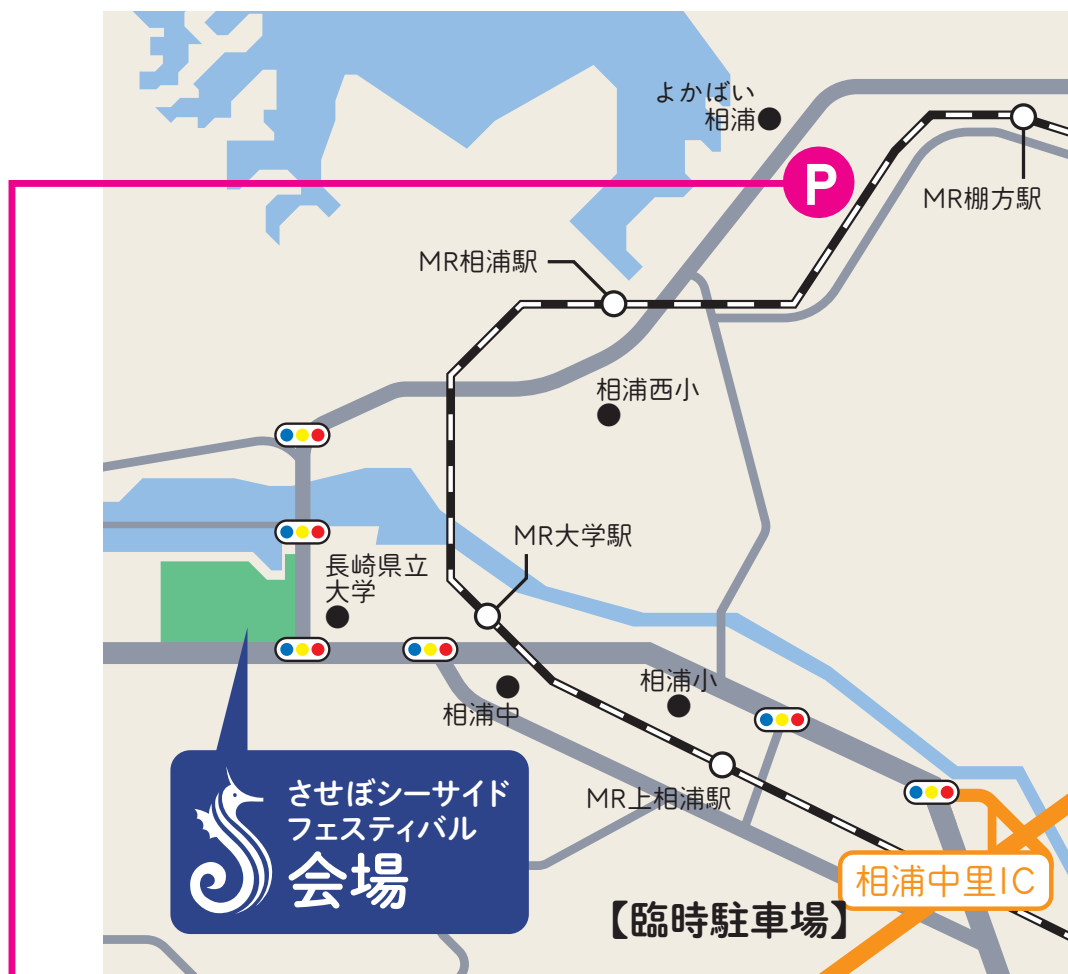 よかばい
相浦
P
MR棚方駅
MR相浦駅
相浦西小
MR大学駅
長崎県立
大学
相浦小
相浦中
MR上相浦駅
させぼシーサイド
フェスティバル
会場
相浦中里IC
【臨時駐車場】